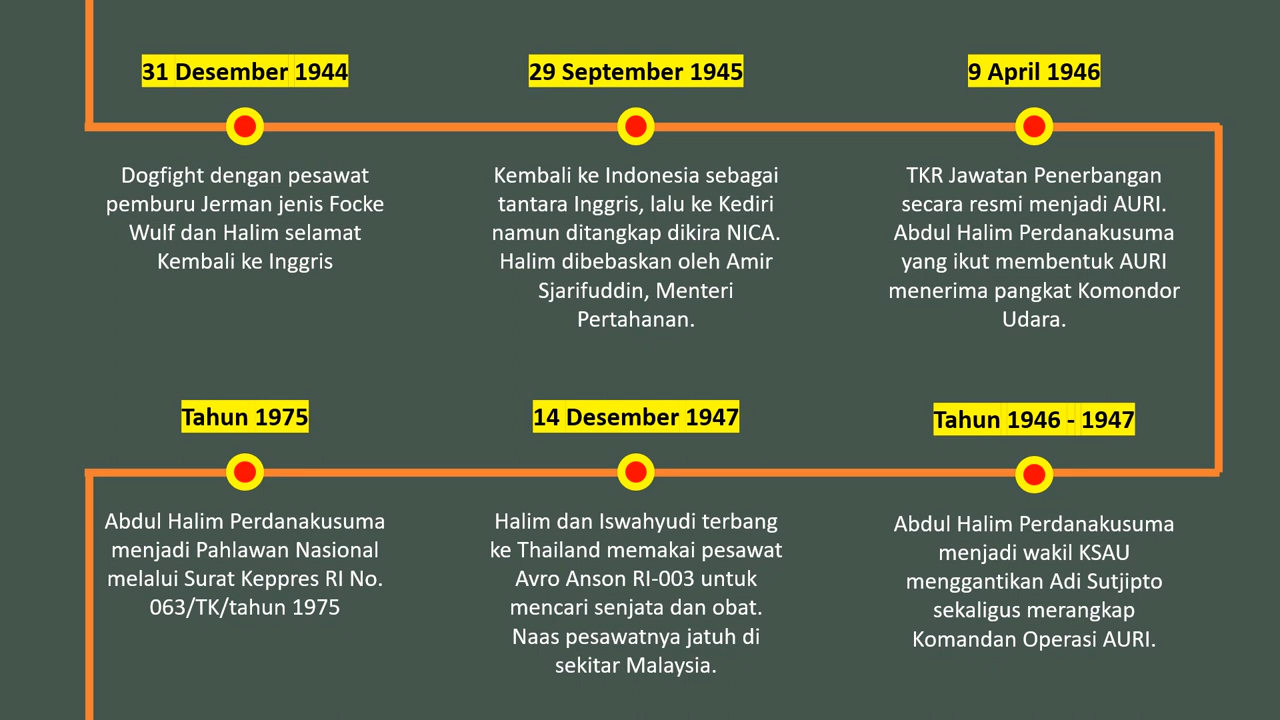 31 Desember 1944
Dogfight dengan pesawat
pemburu Jerman jenis Focke
Wulf dan Halim selamat
Kembali ke Inggris
29 September 1945
Kembali ke Indonesia sebagai
tantara Inggris, lalu ke Kediri
namun ditangkap dikira NICA.
Halim dibebaskan oleh Amir
Sjarifuddin, Menteri
Pertahanan.
9 April 1946
TKR Jawatan Penerbangan
secara resmi menjadi AURI.
Abdul Halim Perdanakusuma
yang ikut membentuk AURI
menerima pangkat Komondor
Udara.
Tahun 1946 - 1947
Abdul Halim Perdanakusuma
menjadi wakil KSAU
menggantikan Adi Sutjipto
sekaligus merangkap
Komandan Operasi AURI.
14 Desember 1947
Halim dan Iswahyudi terbang
ke Thailand memakai pesawat
Avro Anson RI-003 untuk
mencari senjata dan obat.
Naas pesawatnya jatuh di
sekitar Malaysia.
Tahun 1975
Abdul Halim Perdanakusuma
menjadi Pahlawan Nasional
melalui Surat Keppres RI No.
063/TK/tahun 1975